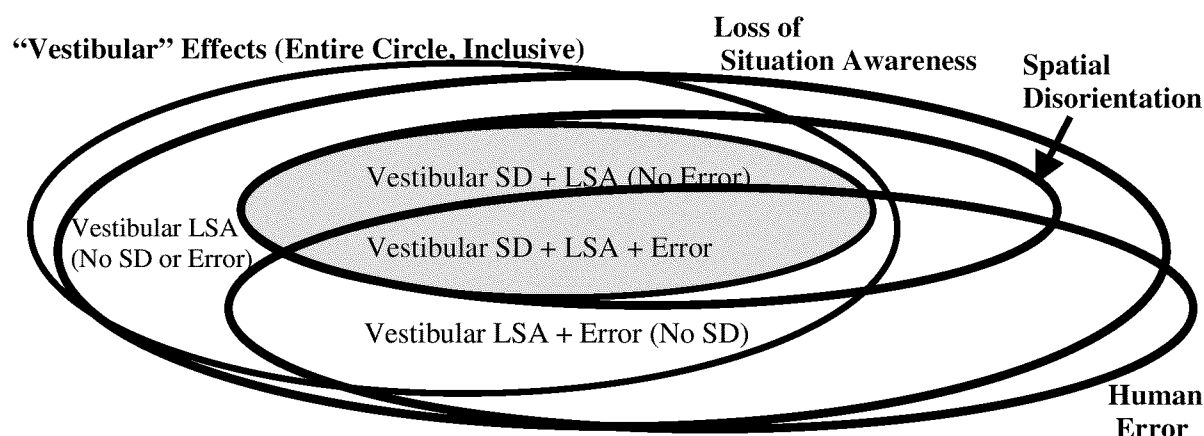 “Vestibular” Effects (Entire Circle, Inclusive)
Loss of
Situation Awareness
Spatial
Disorientation
Vestibular SD + LSA (No Error)
Vestibular LSA
(No SD or Error)
Vestibular SD + LSA + Error
Vestibular LSA + Error (No SD)
Human
Error